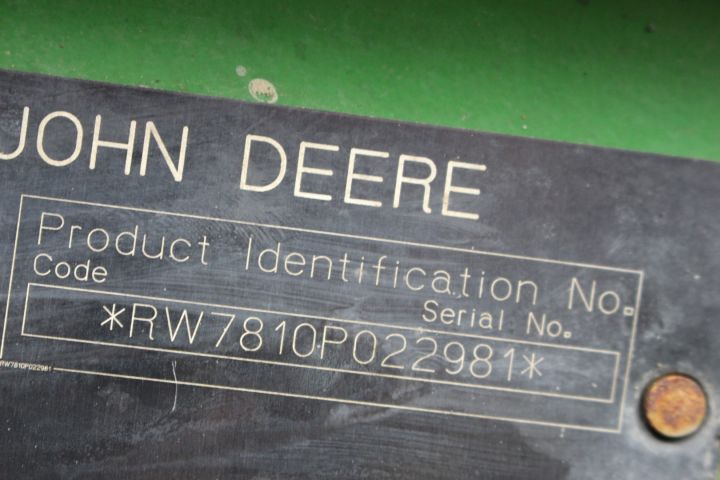 JOHN DEERE
Product Identification No.
Code
Serial No.
*RW7810P022981*
RW7810P022981